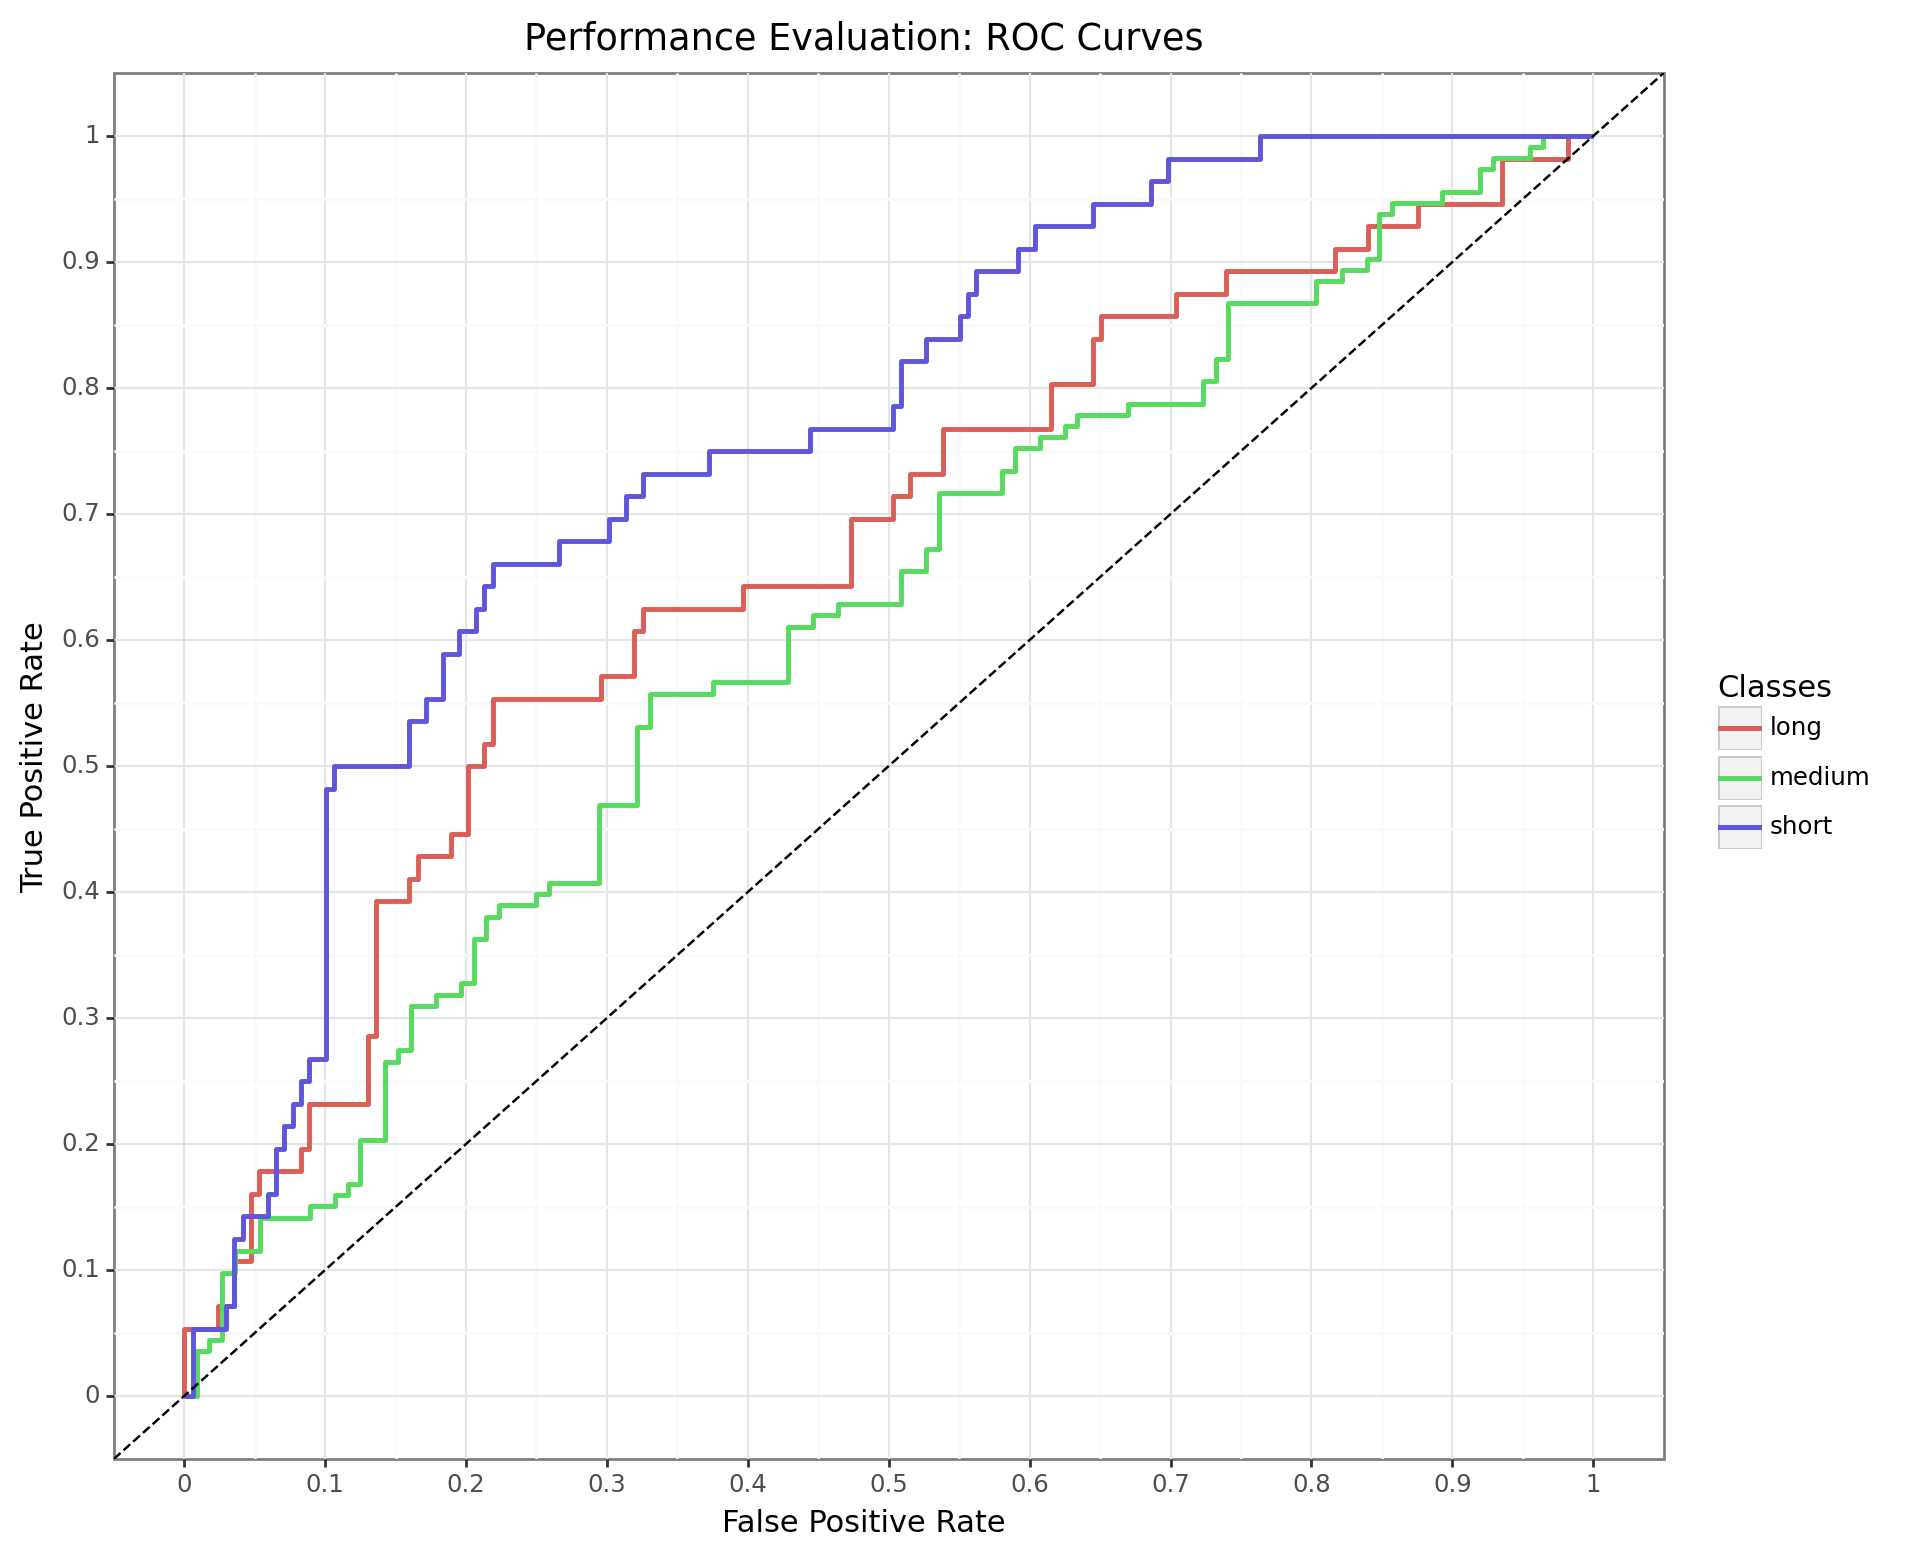 Performance Evaluation: ROC Curves
1
0.9
0.8
0.7
0.6
0.5
0.4
0.3
0.2
0.1
0
True Positive Rate
0 0.1 0.2 0.3 0.4 0.5 0.6 0.7 0.8 0.9 1
False Positive Rate
Classes
long
medium
short